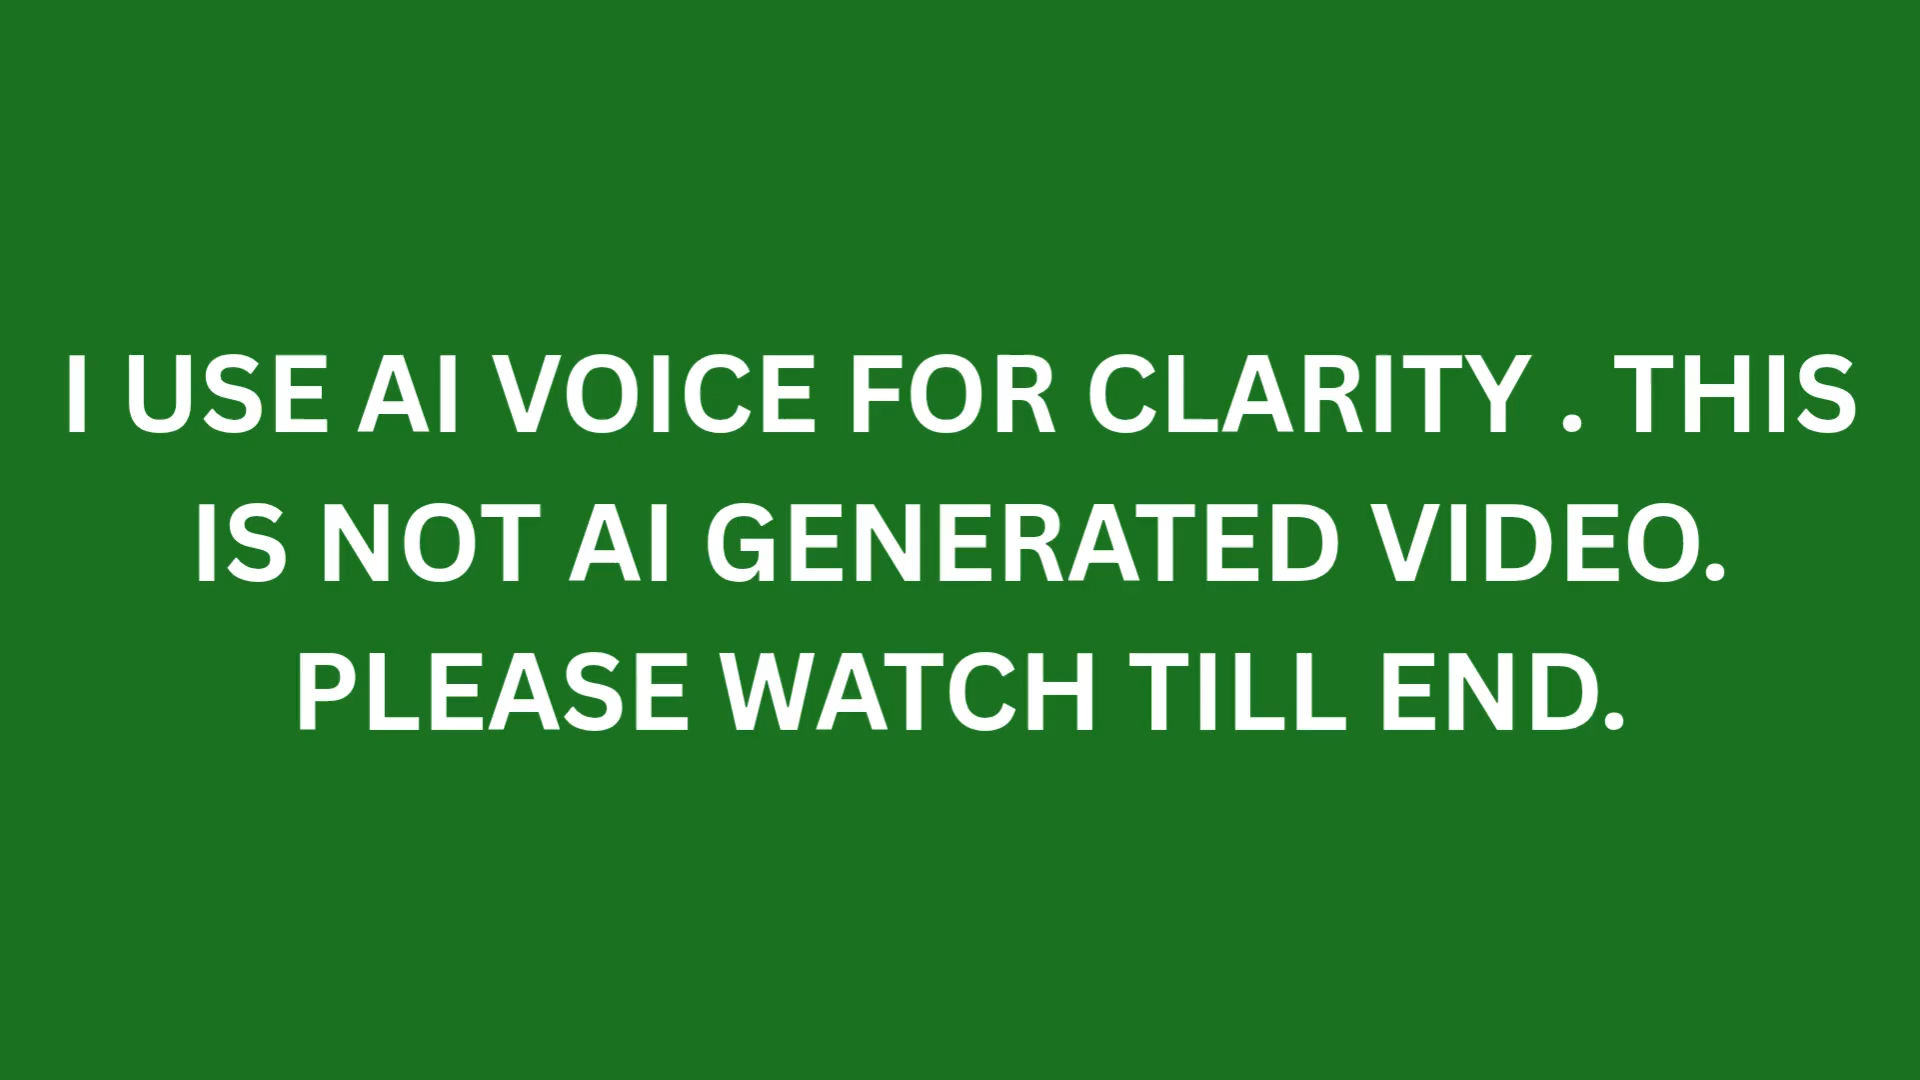 I USE AI VOICE FOR CLARITY . THIS
IS NOT AI GENERATED VIDEO.
PLEASE WATCH TILL END.